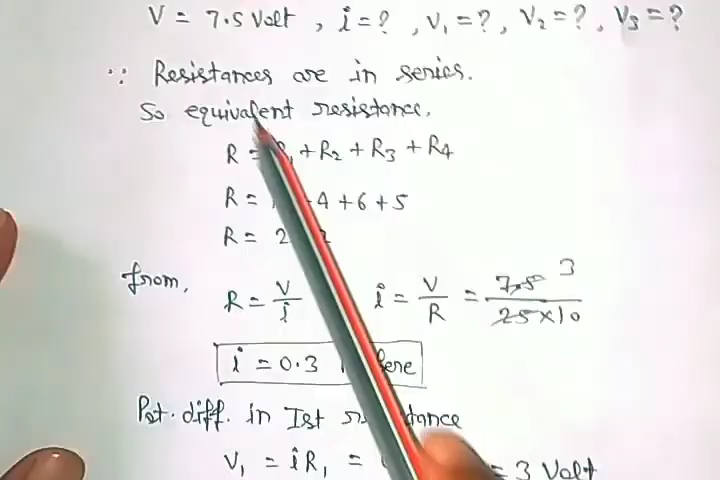 V = 7.5 Volt , i = ? , V₁ = ? , V₂ = ? , V₃ = ?
∵ Resistances are in series.
So equivalent resistance,
R = R₁ + R₂ + R₃ + R₄
R = 4 + 6 + 5
R = 2
from,
R = V/i i = V/R = 7.5 3 / 25×10
i = 0.3
Pot. diff. in Ist
V₁ = iR₁ = = 3 Volt